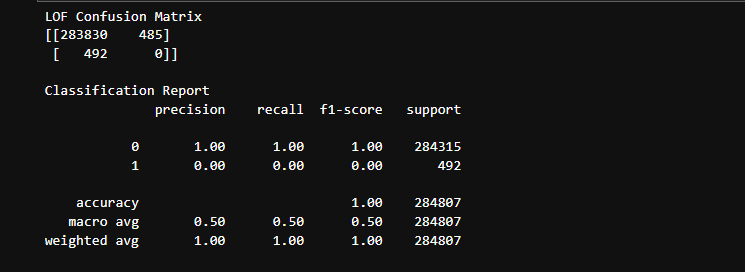 LOF Confusion Matrix
[[283830    485]
 [   492      0]]
Classification Report
              precision    recall  f1-score   support
           0       1.00      1.00      1.00    284315
           1       0.00      0.00      0.00       492
    accuracy                           1.00    284807
   macro avg       0.50      0.50      0.50    284807
weighted avg       1.00      1.00      1.00    284807